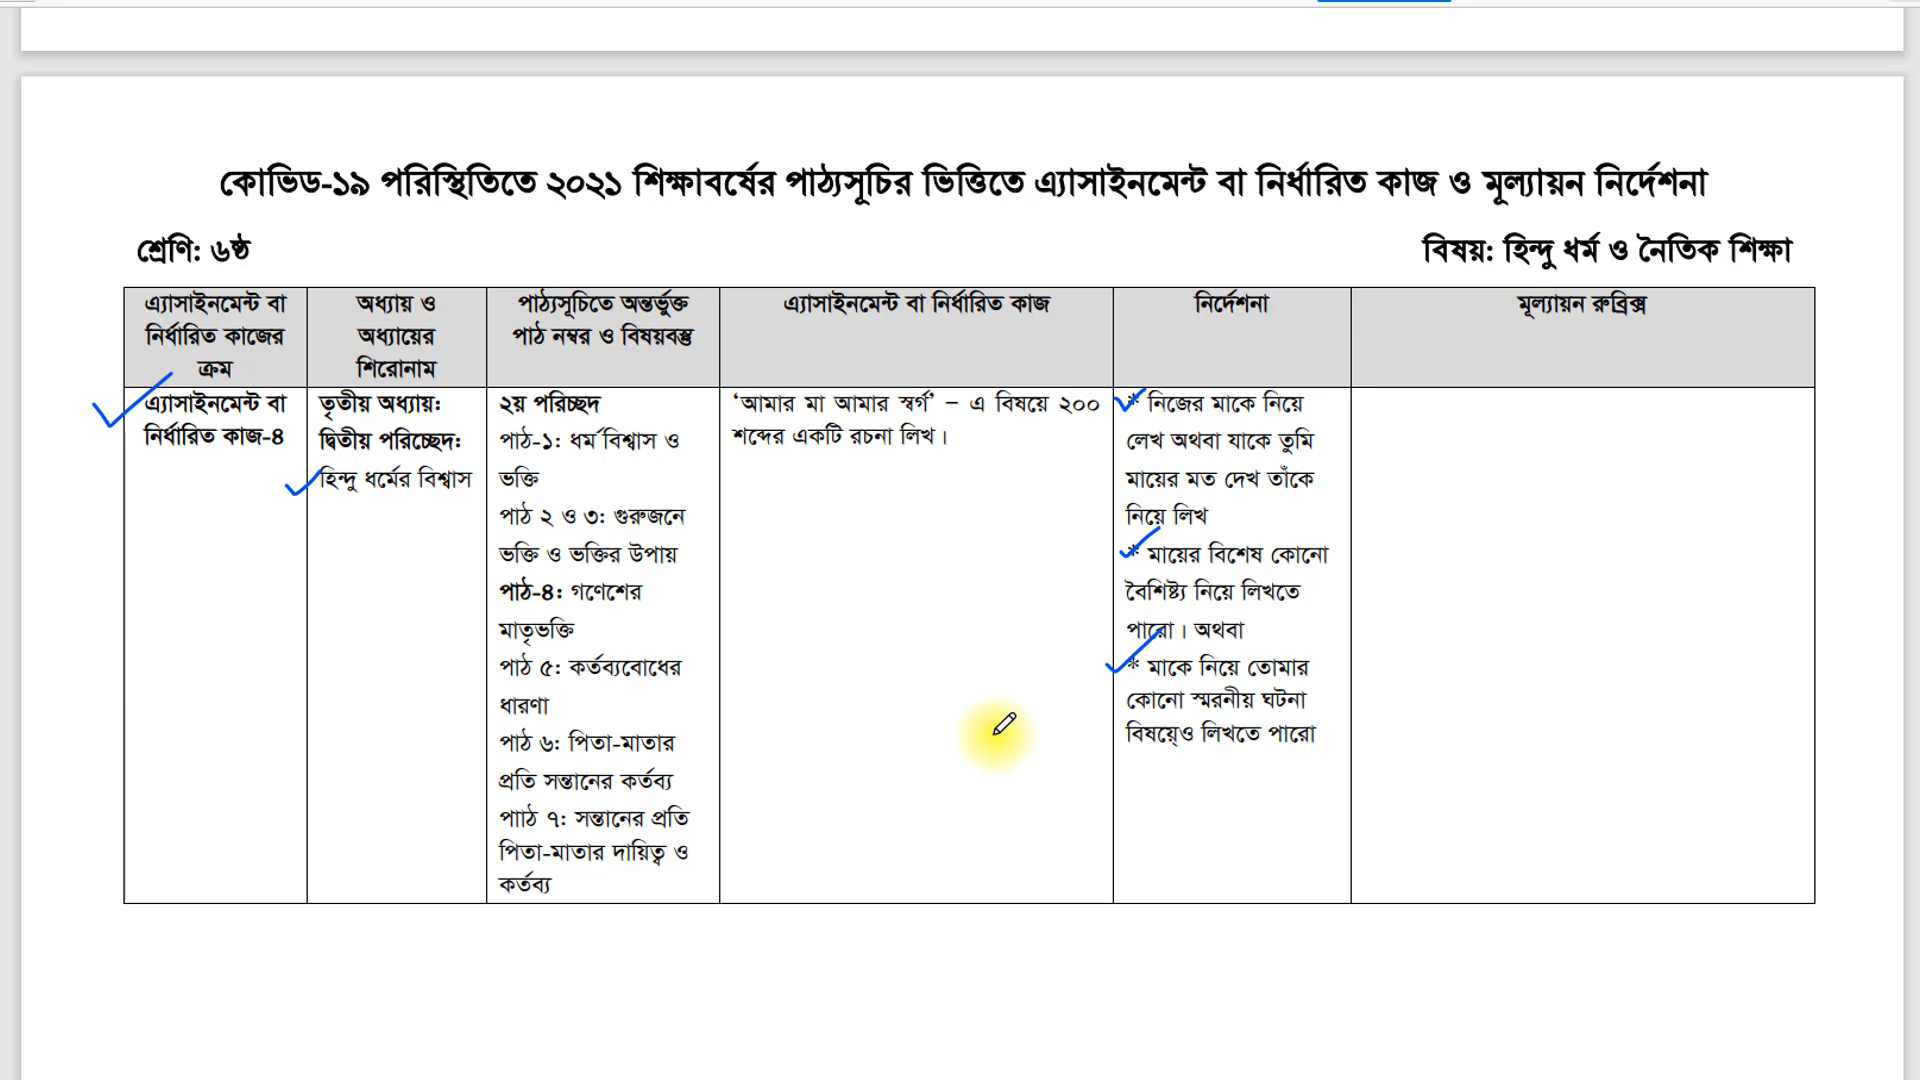 কোভিড-১৯ পরিস্থিতিতে ২০২১ শিক্ষাবর্ষের পাঠ্যসূচির ভিত্তিতে এ্যাসাইনমেন্ট বা নির্ধারিত কাজ ও মূল্যায়ন নির্দেশনা
শ্রেণি: ৬ষ্ঠ
বিষয়: হিন্দু ধর্ম ও নৈতিক শিক্ষা
এ্যাসাইনমেন্ট বা
নির্ধারিত কাজের
ক্রম
অধ্যায় ও
অধ্যায়ের
শিরোনাম
পাঠ্যসূচিতে অন্তর্ভুক্ত
পাঠ নম্বর ও বিষয়বস্তু
এ্যাসাইনমেন্ট বা নির্ধারিত কাজ
নির্দেশনা
মূল্যায়ন রুব্রিক্স
এ্যাসাইনমেন্ট বা
নির্ধারিত কাজ-৪
তৃতীয় অধ্যায়:
দ্বিতীয় পরিচ্ছেদ:
হিন্দু ধর্মের বিশ্বাস
২য় পরিচ্ছদ
পাঠ-১: ধর্ম বিশ্বাস ও
ভক্তি
পাঠ ২ ও ৩: গুরুজনে
ভক্তি ও ভক্তির উপায়
পাঠ-৪: গণেশের
মাতৃভক্তি
পাঠ ৫: কর্তব্যবোধের
ধারণা
পাঠ ৬: পিতা-মাতার
প্রতি সন্তানের কর্তব্য
পাাঠ ৭: সন্তানের প্রতি
পিতা-মাতার দায়িত্ব ও
কর্তব্য
‘আমার মা আমার স্বর্গ’ – এ বিষয়ে ২০০
শব্দের একটি রচনা লিখ।
* নিজের মাকে নিয়ে
লেখ অথবা যাকে তুমি
মায়ের মত দেখ তাঁকে
নিয়ে লিখ
* মায়ের বিশেষ কোনো
বৈশিষ্ট্য নিয়ে লিখতে
পারো। অথবা
* মাকে নিয়ে তোমার
কোনো স্মরনীয় ঘটনা
বিষয়েও লিখতে পারো